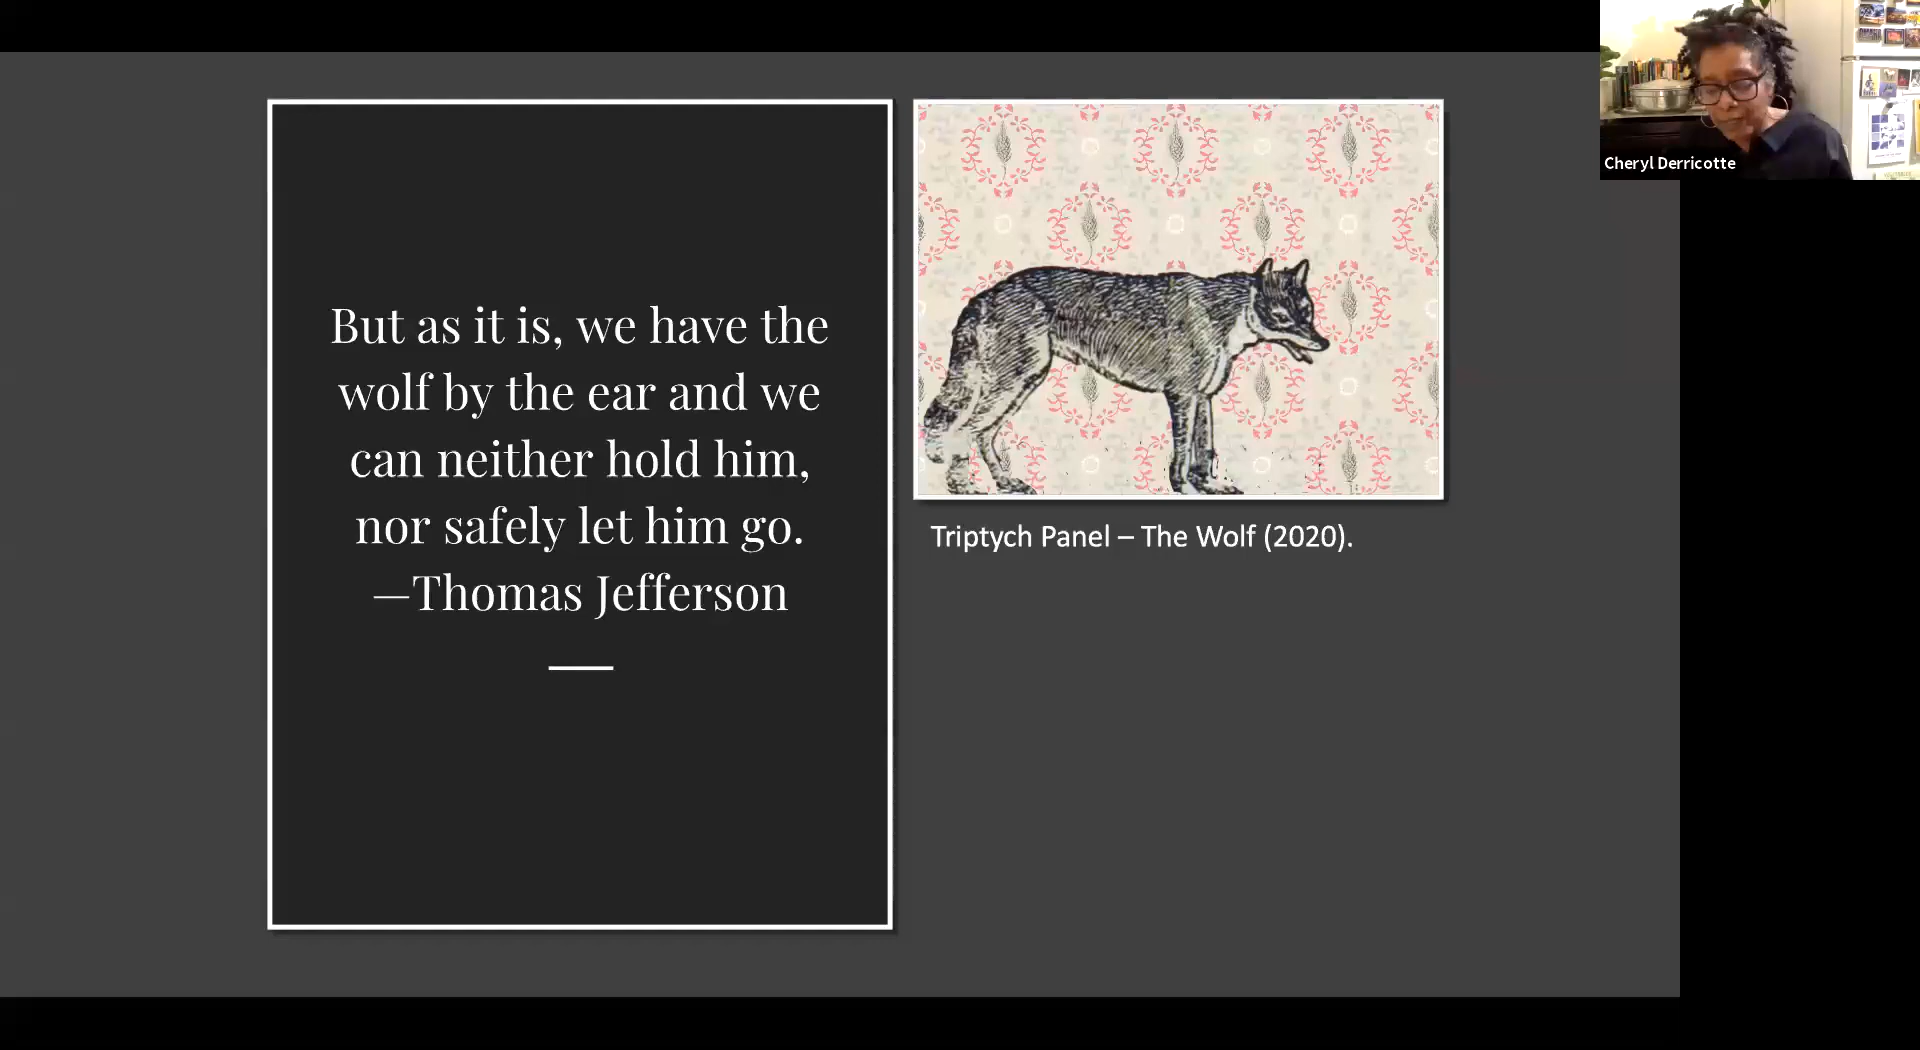 But as it is, we have the
wolf by the ear and we
can neither hold him,
nor safely let him go.
—Thomas Jefferson
Triptych Panel – The Wolf (2020).
Cheryl Derricotte